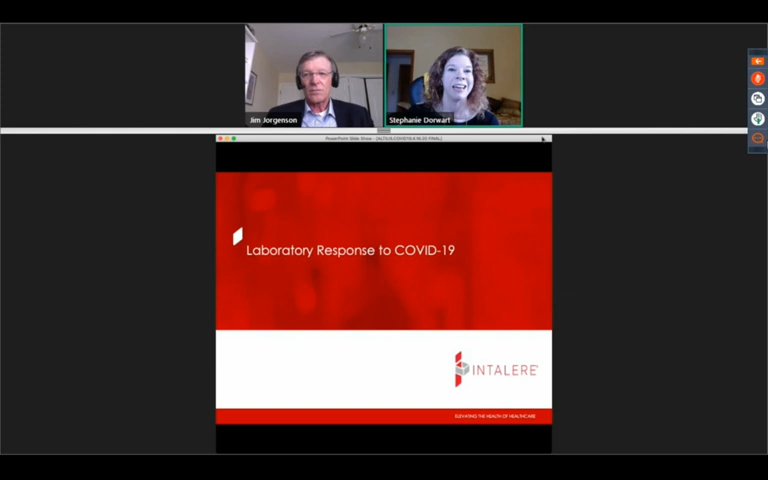 Jim Jorgenson
Stephanie Dorwart
Laboratory Response to COVID-19
INTALERE
ELEVATING THE HEALTH OF HEALTHCARE